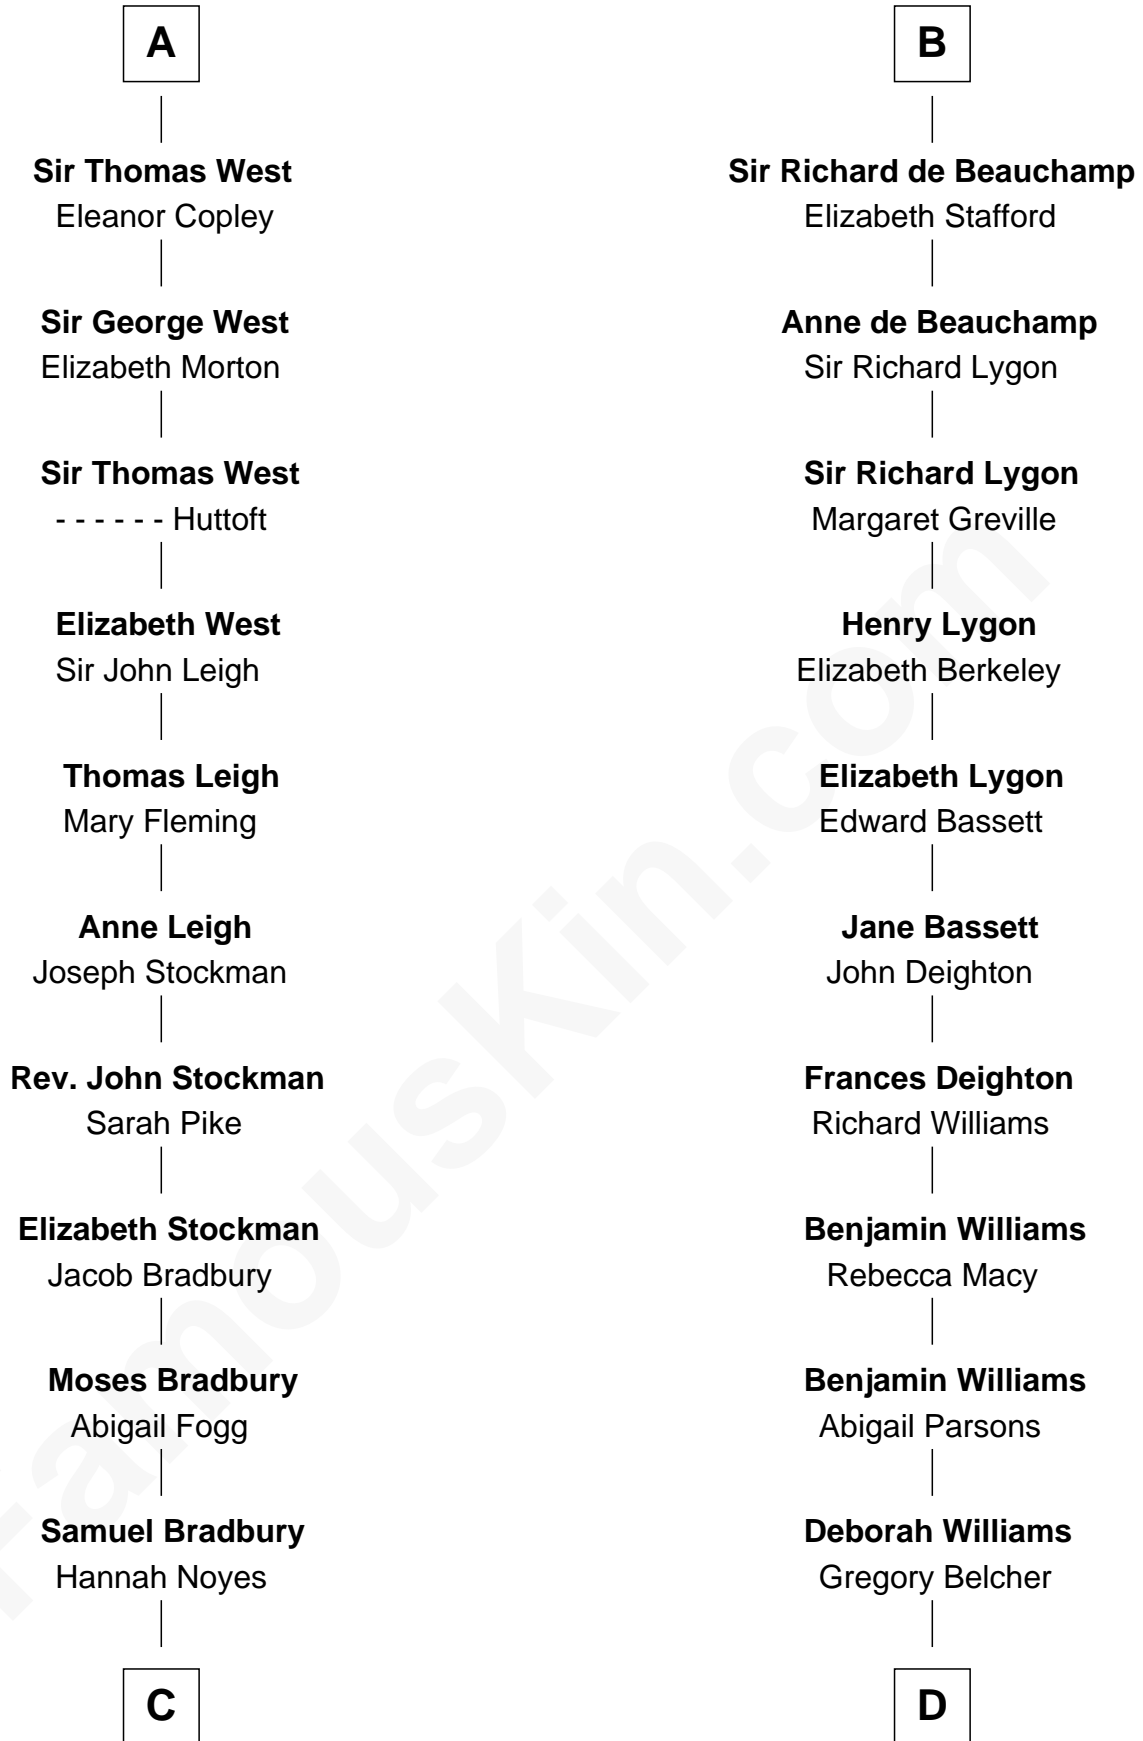 A
Sir Thomas West
Eleanor Copley
Sir George West
Elizabeth Morton
Sir Thomas West
- - - - - - Huttoft
Elizabeth West
Sir John Leigh
Thomas Leigh
Mary Fleming
Anne Leigh
Joseph Stockman
Rev. John Stockman
Sarah Pike
Elizabeth Stockman
Jacob Bradbury
Moses Bradbury
Abigail Fogg
Samuel Bradbury
Hannah Noyes
C
B
Sir Richard de Beauchamp
Elizabeth Stafford
Anne de Beauchamp
Sir Richard Lygon
Sir Richard Lygon
Margaret Greville
Henry Lygon
Elizabeth Berkeley
Elizabeth Lygon
Edward Bassett
Jane Bassett
John Deighton
Frances Deighton
Richard Williams
Benjamin Williams
Rebecca Macy
Benjamin Williams
Abigail Parsons
Deborah Williams
Gregory Belcher
D
FamousKin.com